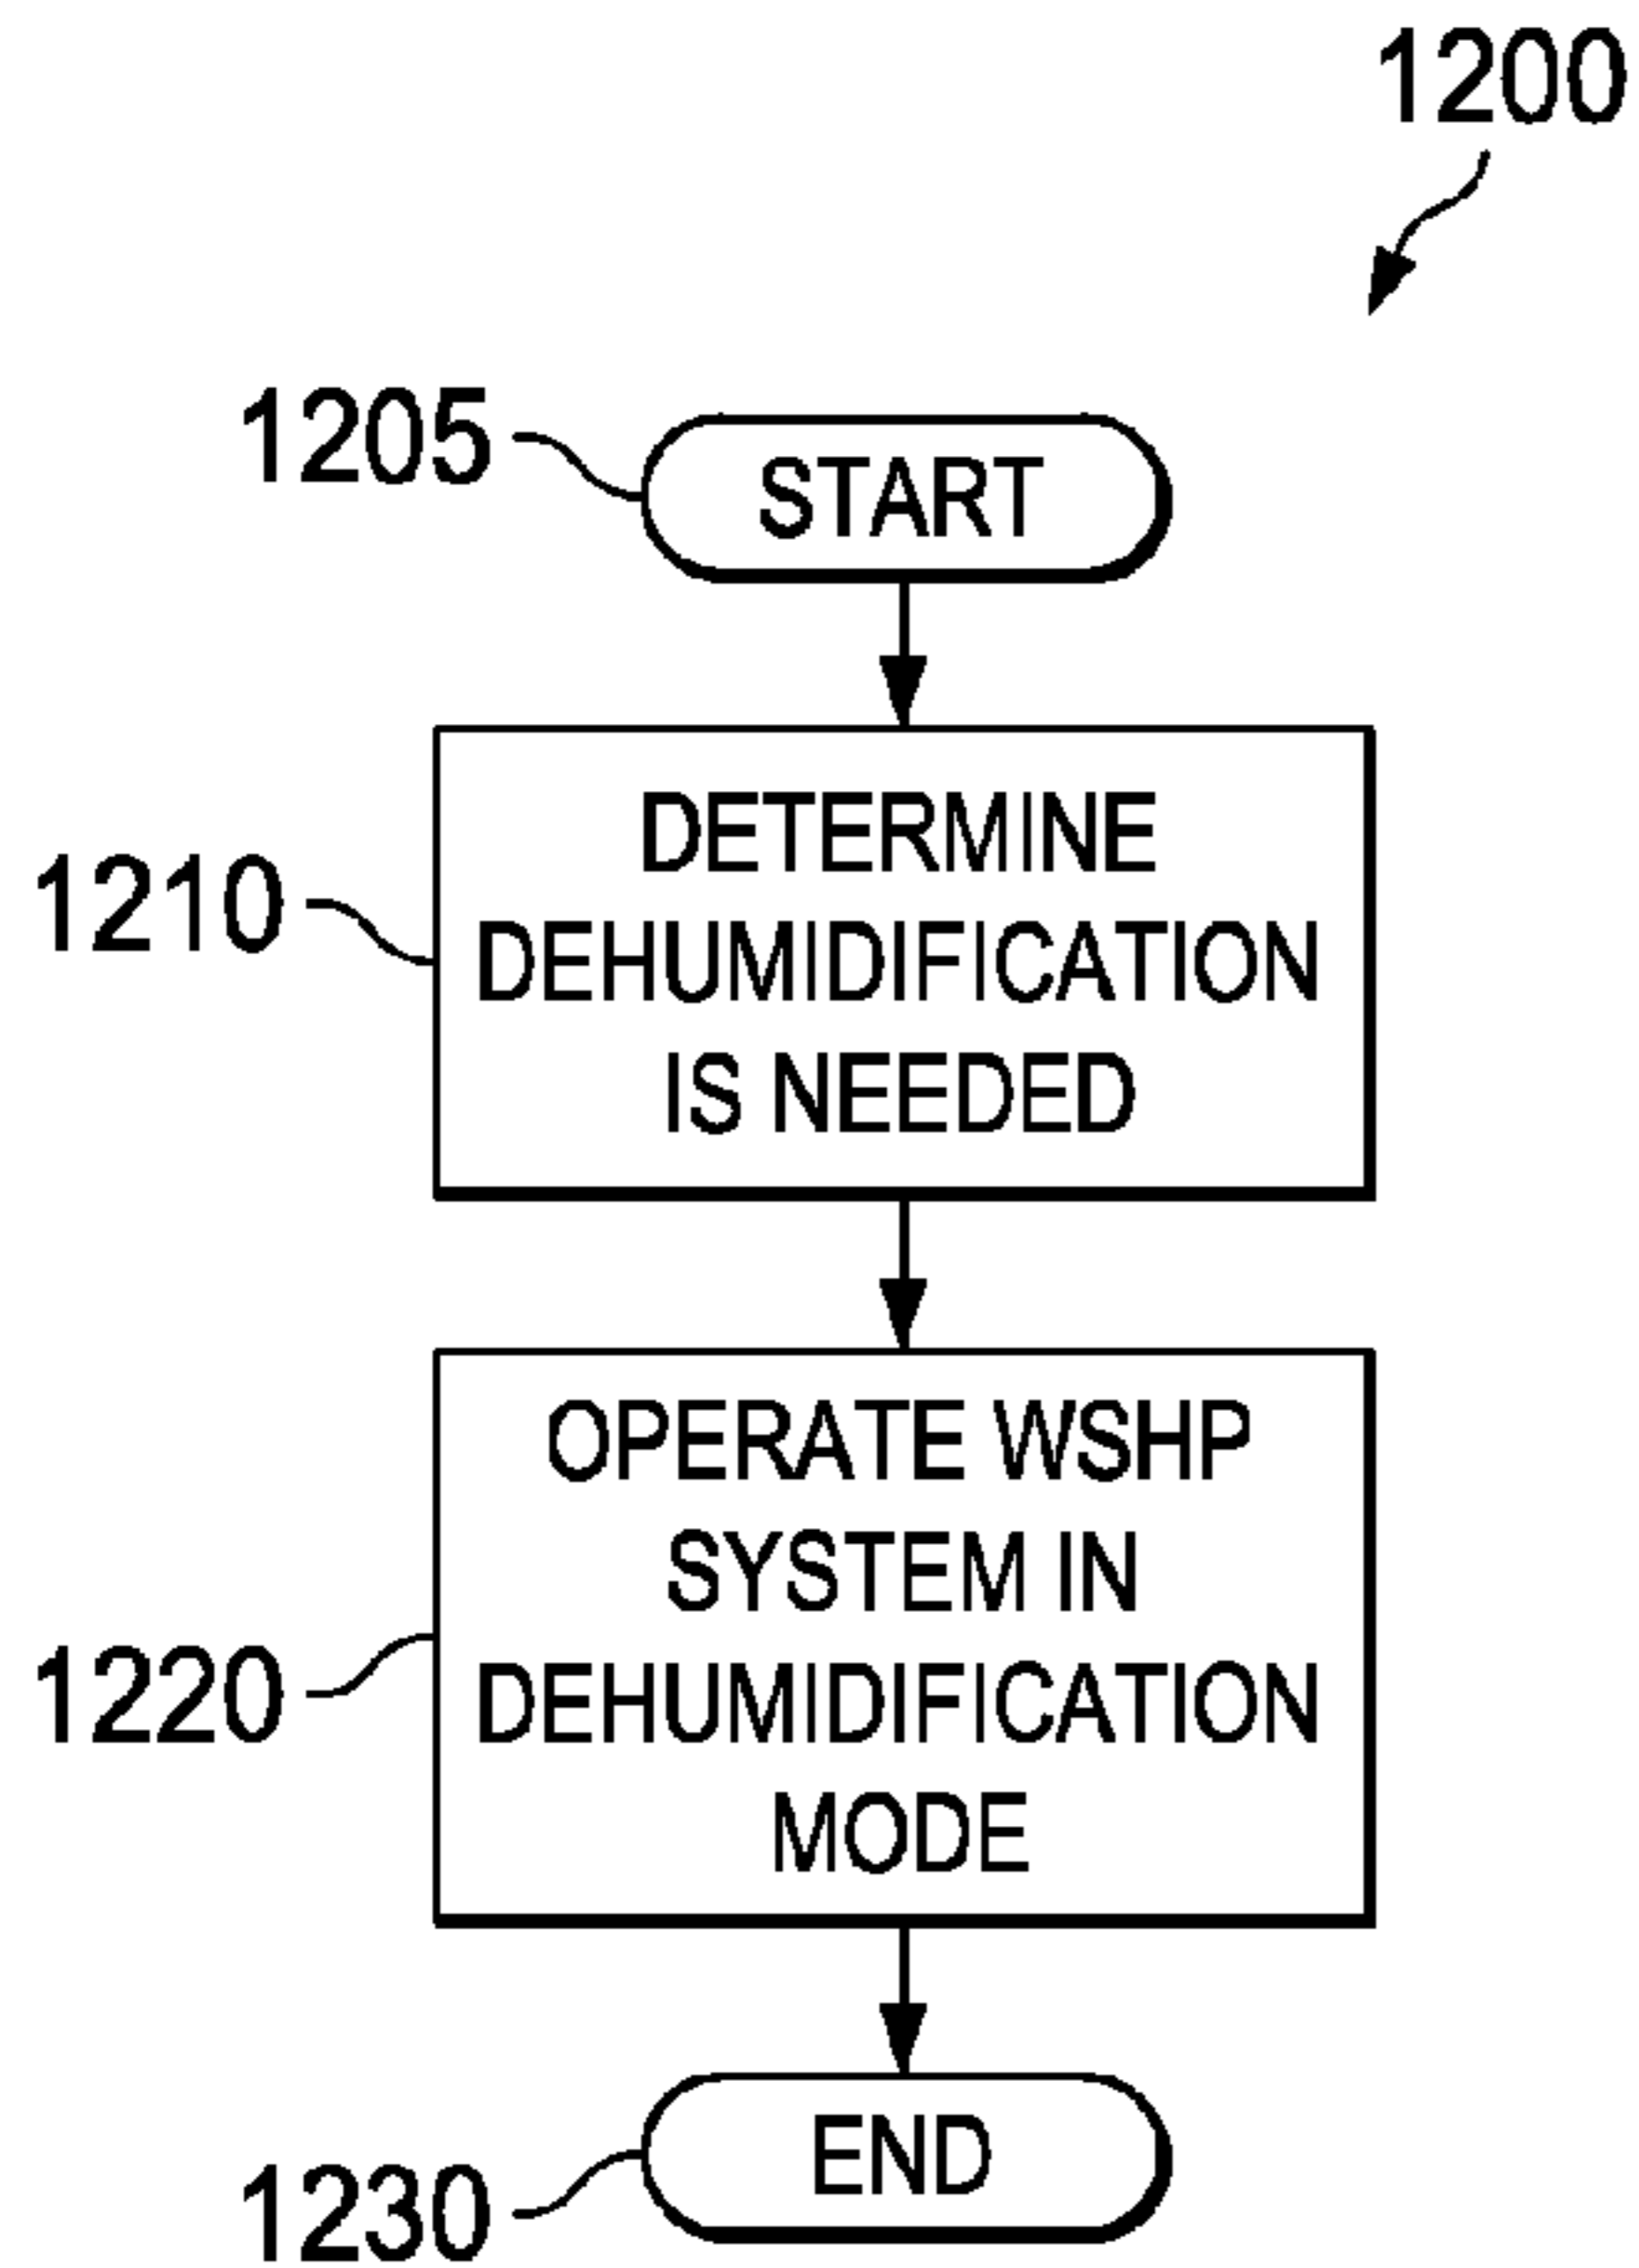 1200
1205
START
DETERMINE
DEHUMIDIFICATION
IS NEEDED
1210
OPERATE WSHP
SYSTEM IN
DEHUMIDIFICATION
MODE
1220
END
1230